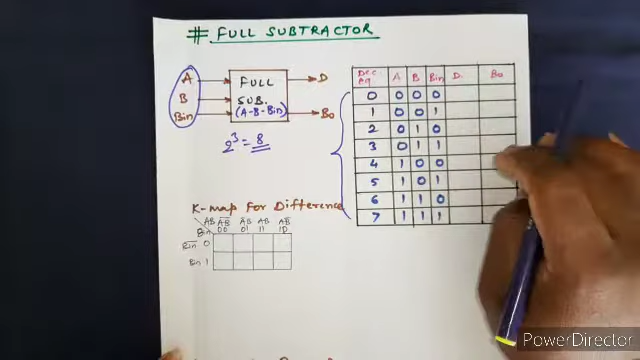 # FULL SUBTRACTOR
A
B
Bin
FULL
SUB.
(A-B-Bin)
D
Bo
2³ = 8
Dec. Eq. A B Bin D. Bo
0 0 0 0
1 0 0 1
2 0 1 0
3 0 1 1
4 1 0 0
5 1 0 1
6 1 1 0
7 1 1 1
K-map For Difference
AB A̅B̅ A̅B AB AB̅
Bin 00 01 11 10
B̅i̅n̅ 0
Bin 1
PowerDirector